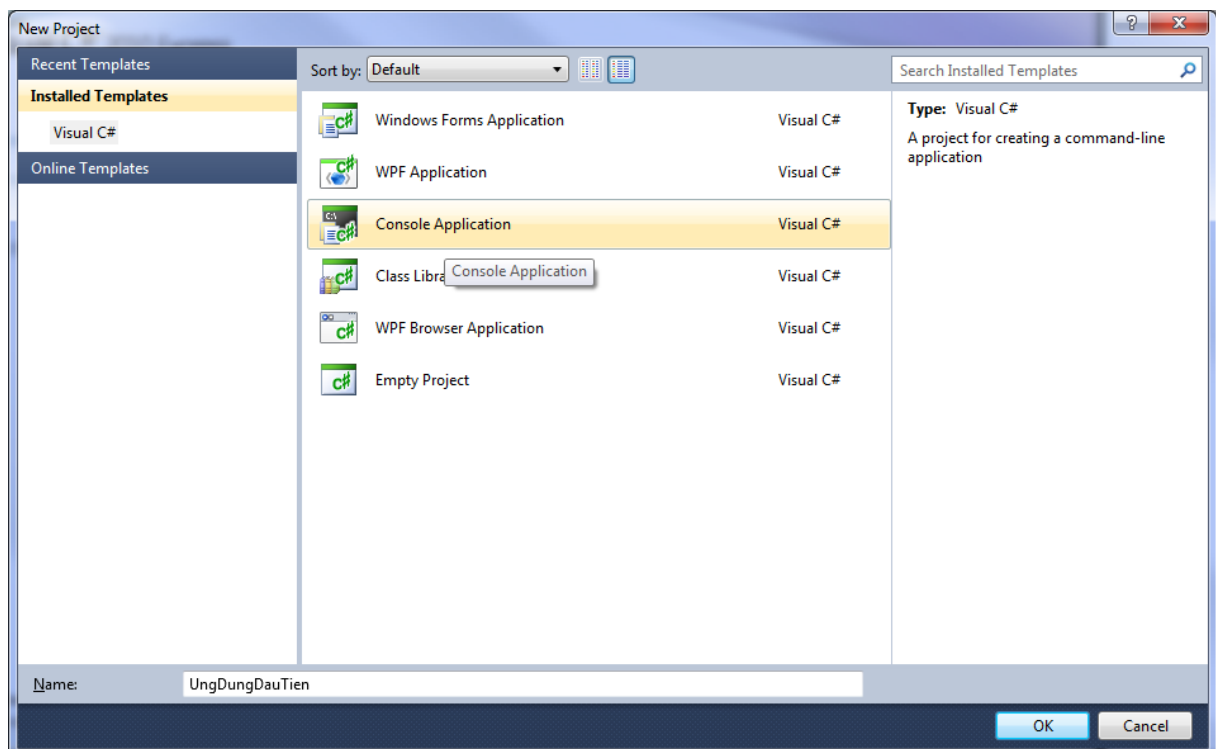 New Project
Recent Templates
Installed Templates
Visual C#
Online Templates
Sort by: Default
Windows Forms Application Visual C#
WPF Application Visual C#
Console Application Visual C#
Class Libra Visual C#
Console Application
WPF Browser Application Visual C#
Empty Project Visual C#
Search Installed Templates
Type: Visual C#
A project for creating a command-line
application
Name: UngDungDauTien
OK Cancel